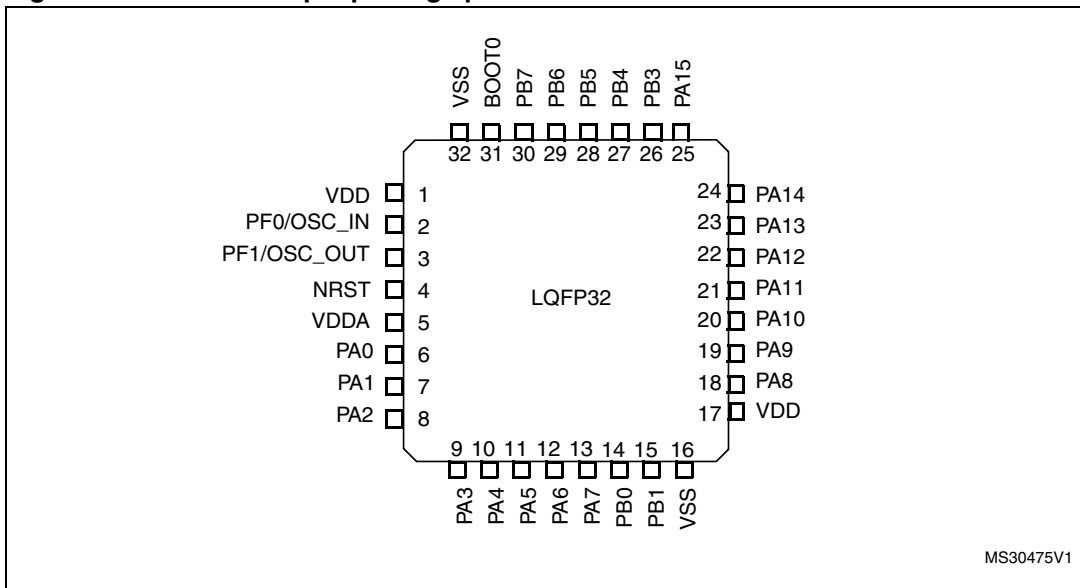 VSS
BOOT0
PB7
PB6
PB5
PB4
PB3
PA15
32 31 30 29 28 27 26 25
VDD 1
PF0/OSC_IN 2
PF1/OSC_OUT 3
NRST 4
VDDA 5
PA0 6
PA1 7
PA2 8
LQFP32
24 PA14
23 PA13
22 PA12
21 PA11
20 PA10
19 PA9
18 PA8
17 VDD
9 10 11 12 13 14 15 16
PA3
PA4
PA5
PA6
PA7
PB0
PB1
VSS
MS30475V1